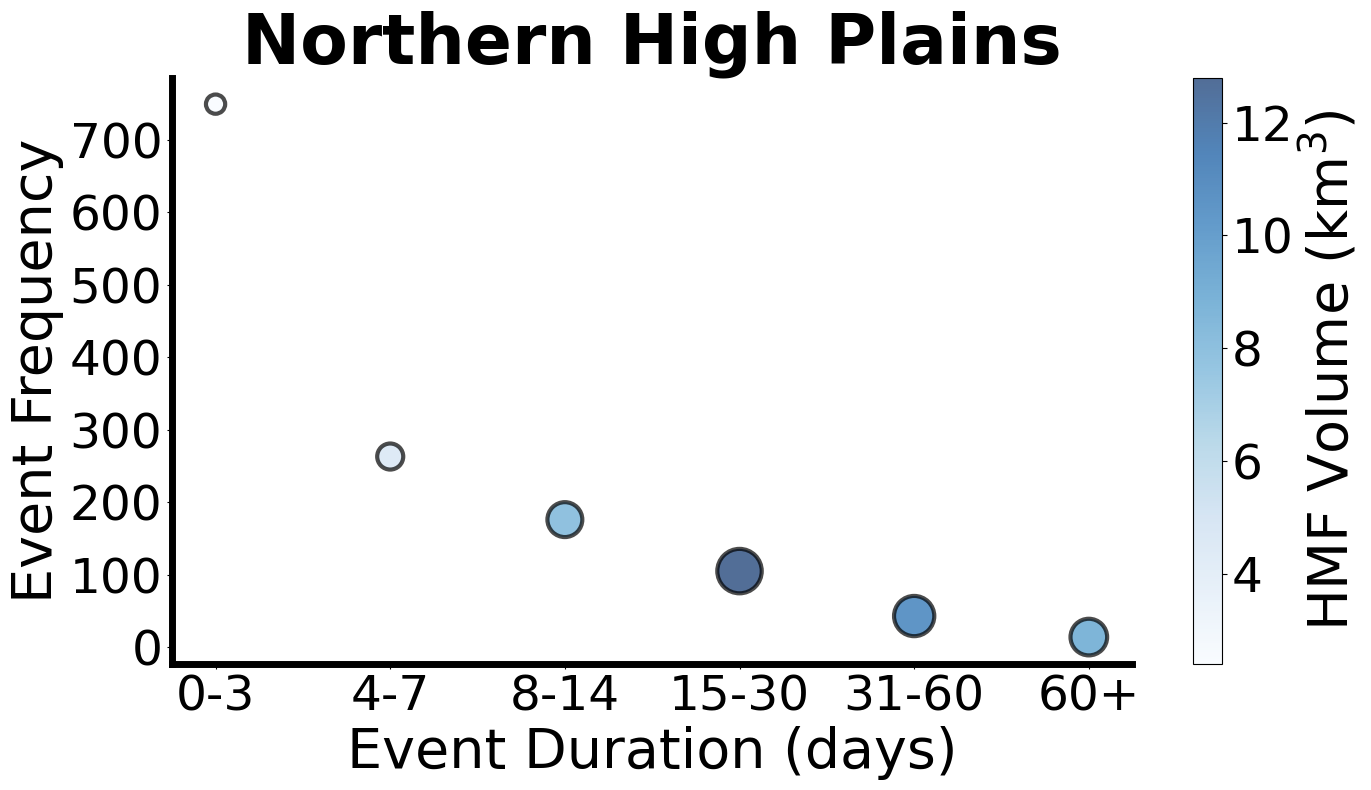 Northern High Plains
Event Frequency
700
600
500
400
300
200
100
0
0-3 4-7 8-14 15-30 31-60 60+
Event Duration (days)
12
10
8
6
4
HMF Volume (km³)